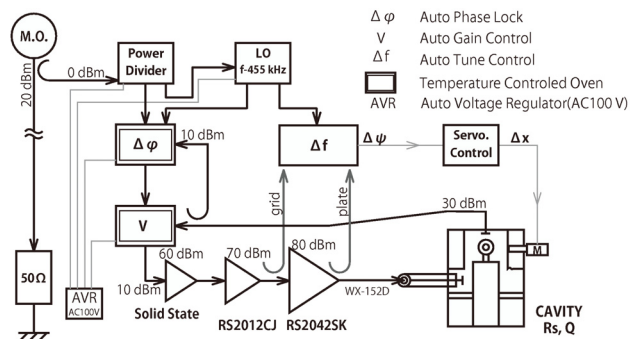 M.O.
20 dBm
0 dBm
Power
Divider
LO
f-455 kHz
Δ φ Auto Phase Lock
V Auto Gain Control
Δ f Auto Tune Control
Temperature Controled Oven
AVR Auto Voltage Regulator(AC100 V)
Δ φ
10 dBm
Δ f
Δ ψ
Servo.
Control
Δ x
grid
plate
30 dBm
V
M
50Ω
AVR
AC100V
10 dBm
60 dBm
70 dBm
80 dBm
WX-152D
Solid State
RS2012CJ
RS2042SK
CAVITY
Rs, Q